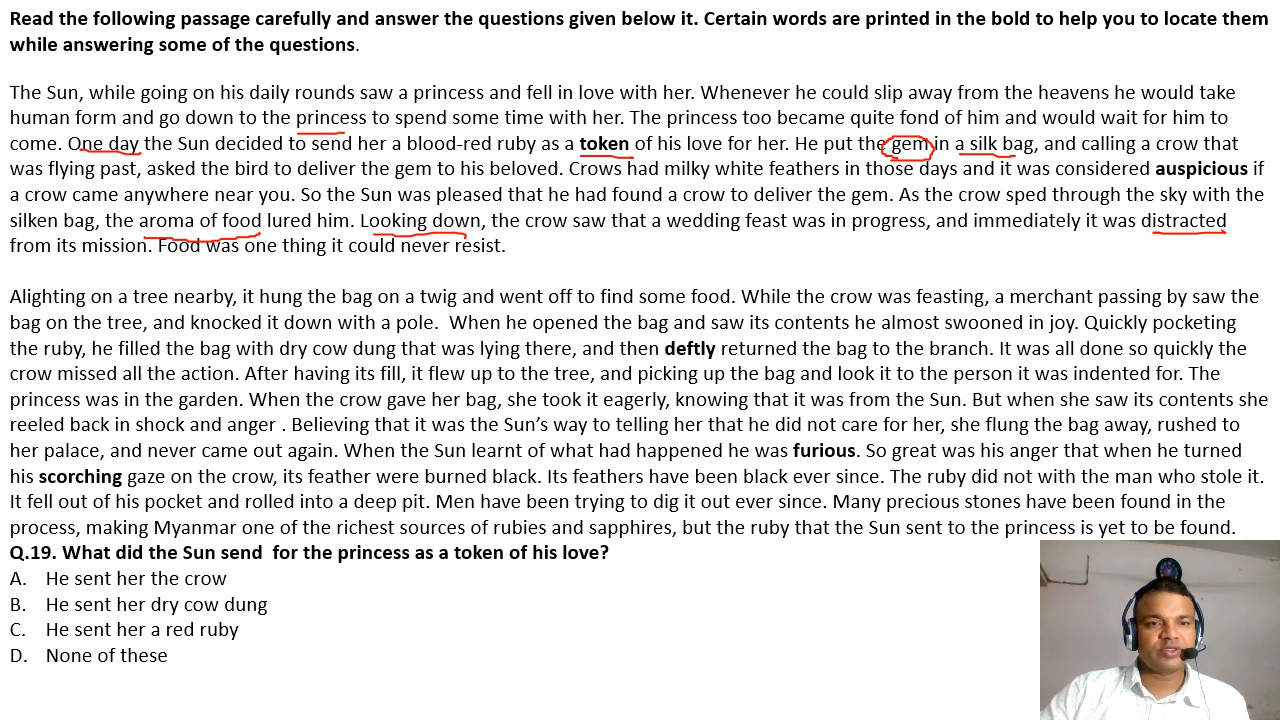 Read the following passage carefully and answer the questions given below it. Certain words are printed in the bold to help you to locate them
while answering some of the questions.
The Sun, while going on his daily rounds saw a princess and fell in love with her. Whenever he could slip away from the heavens he would take
human form and go down to the princess to spend some time with her. The princess too became quite fond of him and would wait for him to
come. One day the Sun decided to send her a blood-red ruby as a token of his love for her. He put the gem in a silk bag, and calling a crow that
was flying past, asked the bird to deliver the gem to his beloved. Crows had milky white feathers in those days and it was considered auspicious if
a crow came anywhere near you. So the Sun was pleased that he had found a crow to deliver the gem. As the crow sped through the sky with the
silken bag, the aroma of food lured him. Looking down, the crow saw that a wedding feast was in progress, and immediately it was distracted
from its mission. Food was one thing it could never resist.
Alighting on a tree nearby, it hung the bag on a twig and went off to find some food. While the crow was feasting, a merchant passing by saw the
bag on the tree, and knocked it down with a pole.  When he opened the bag and saw its contents he almost swooned in joy. Quickly pocketing
the ruby, he filled the bag with dry cow dung that was lying there, and then deftly returned the bag to the branch. It was all done so quickly the
crow missed all the action. After having its fill, it flew up to the tree, and picking up the bag and look it to the person it was indented for. The
princess was in the garden. When the crow gave her bag, she took it eagerly, knowing that it was from the Sun. But when she saw its contents she
reeled back in shock and anger . Believing that it was the Sun’s way to telling her that he did not care for her, she flung the bag away, rushed to
her palace, and never came out again. When the Sun learnt of what had happened he was furious. So great was his anger that when he turned
his scorching gaze on the crow, its feather were burned black. Its feathers have been black ever since. The ruby did not with the man who stole it.
It fell out of his pocket and rolled into a deep pit. Men have been trying to dig it out ever since. Many precious stones have been found in the
process, making Myanmar one of the richest sources of rubies and sapphires, but the ruby that the Sun sent to the princess is yet to be found.
Q.19. What did the Sun send  for the princess as a token of his love?
A. He sent her the crow
B. He sent her dry cow dung
C. He sent her a red ruby
D. None of these